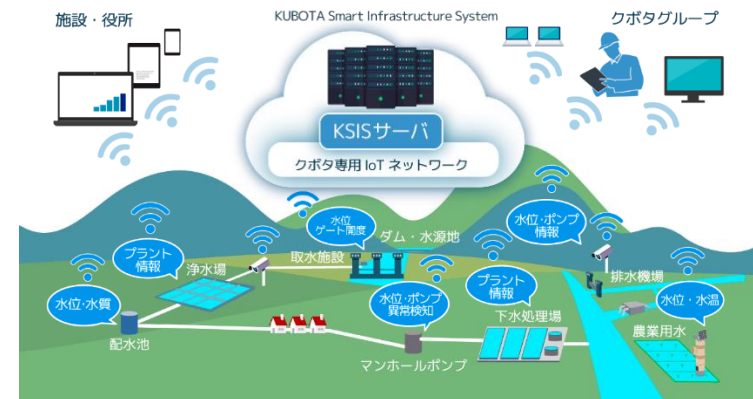 施設・役所
KUBOTA Smart Infrastructure System
クボタグループ
KSISサーバ
クボタ専用 IoT ネットワーク
水位
ゲート開度
ダム・水源地
水位・ポンプ
情報
プラント
情報
浄水場
取水施設
プラント
情報
排水機場
水位・水質
水位・ポンプ
異常検知
下水処理場
水位・水温
配水池
マンホールポンプ
農業用水